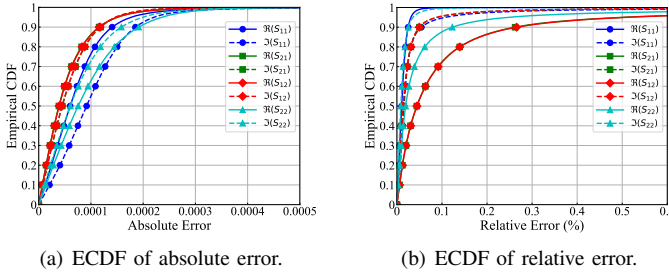 1
0.9
0.8
0.7
0.6
0.5
0.4
0.3
0.2
0.1
0
Empirical CDF
ℜ(S₁₁)
ℑ(S₁₁)
ℜ(S₂₁)
ℑ(S₂₁)
ℜ(S₁₂)
ℑ(S₁₂)
ℜ(S₂₂)
ℑ(S₂₂)
0 0.0001 0.0002 0.0003 0.0004 0.0005
Absolute Error
(a) ECDF of absolute error.
1
0.9
0.8
0.7
0.6
0.5
0.4
0.3
0.2
0.1
0
Empirical CDF
ℜ(S₁₁)
ℑ(S₁₁)
ℜ(S₂₁)
ℑ(S₂₁)
ℜ(S₁₂)
ℑ(S₁₂)
ℜ(S₂₂)
ℑ(S₂₂)
0 0.1 0.2 0.3 0.4 0.5 0.6
Relative Error (%)
(b) ECDF of relative error.